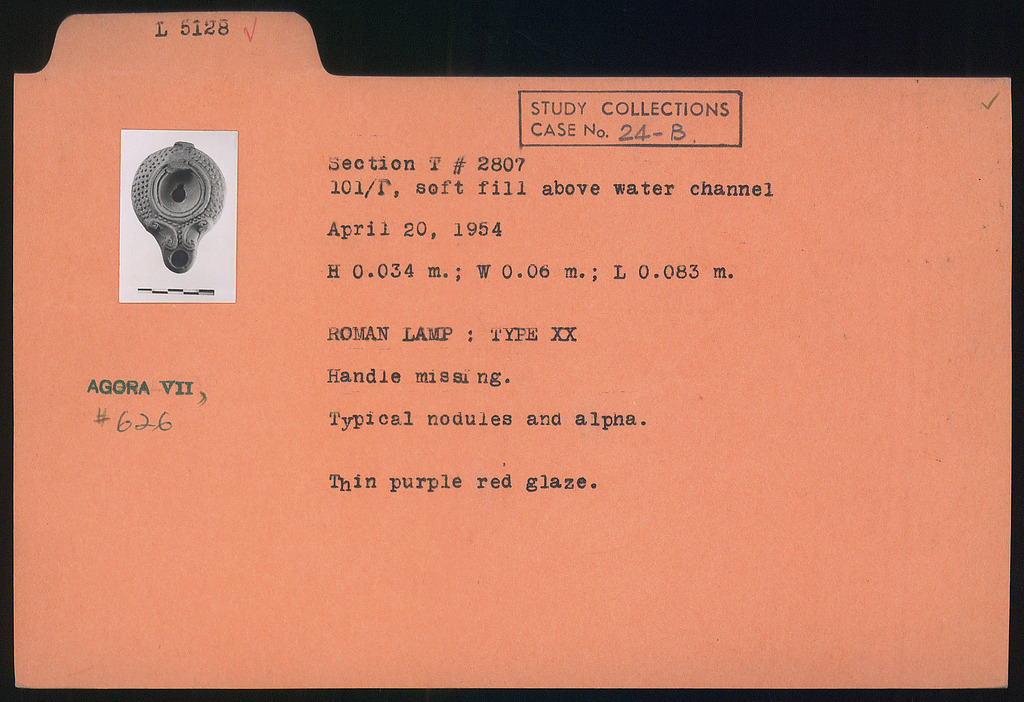 L 5128 ✓
STUDY COLLECTIONS
CASE No. 24-B
Section T # 2807
101/Γ, soft fill above water channel
April 20, 1954
H 0.034 m.; W 0.06 m.; L 0.083 m.
ROMAN LAMP : TYPE XX
Handle missing.
AGORA VII,
#626
Typical nodules and alpha.
Thin purple red glaze.